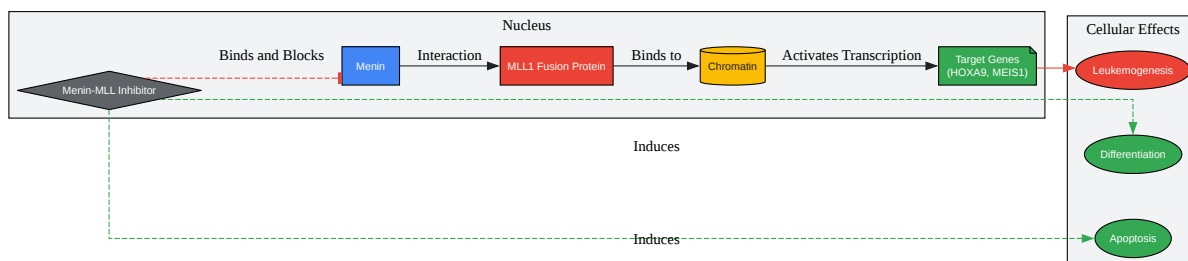 Nucleus
Cellular Effects
Binds and Blocks
Menin
Interaction
MLL1 Fusion Protein
Binds to
Chromatin
Activates Transcription
Target Genes
(HOXA9, MEIS1)
Leukemogenesis
Menin-MLL Inhibitor
Induces
Differentiation
Induces
Apoptosis